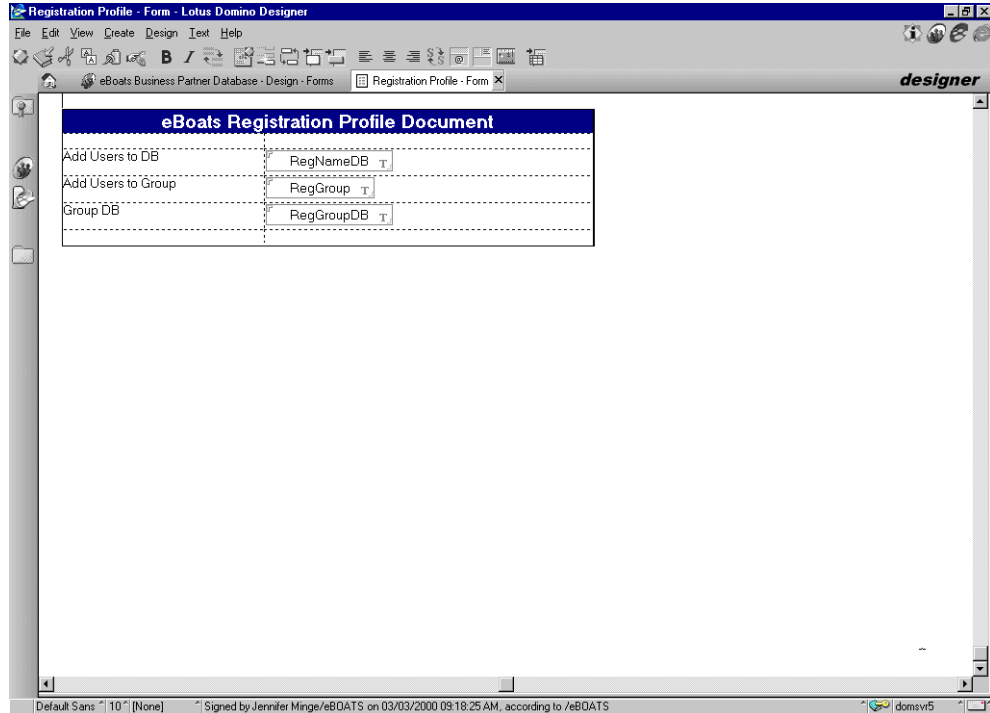 Registration Profile - Form - Lotus Domino Designer
File Edit View Create Design Text Help
B I
eBoats Business Partner Database - Design - Forms Registration Profile - Form designer
eBoats Registration Profile Document
Add Users to DB RegNameDB T
Add Users to Group RegGroup T
Group DB RegGroupDB T
Default Sans 10 [None] Signed by Jennifer Minge/eBOATS on 03/03/2000 09:18:25 AM, according to /eBOATS domsvr5